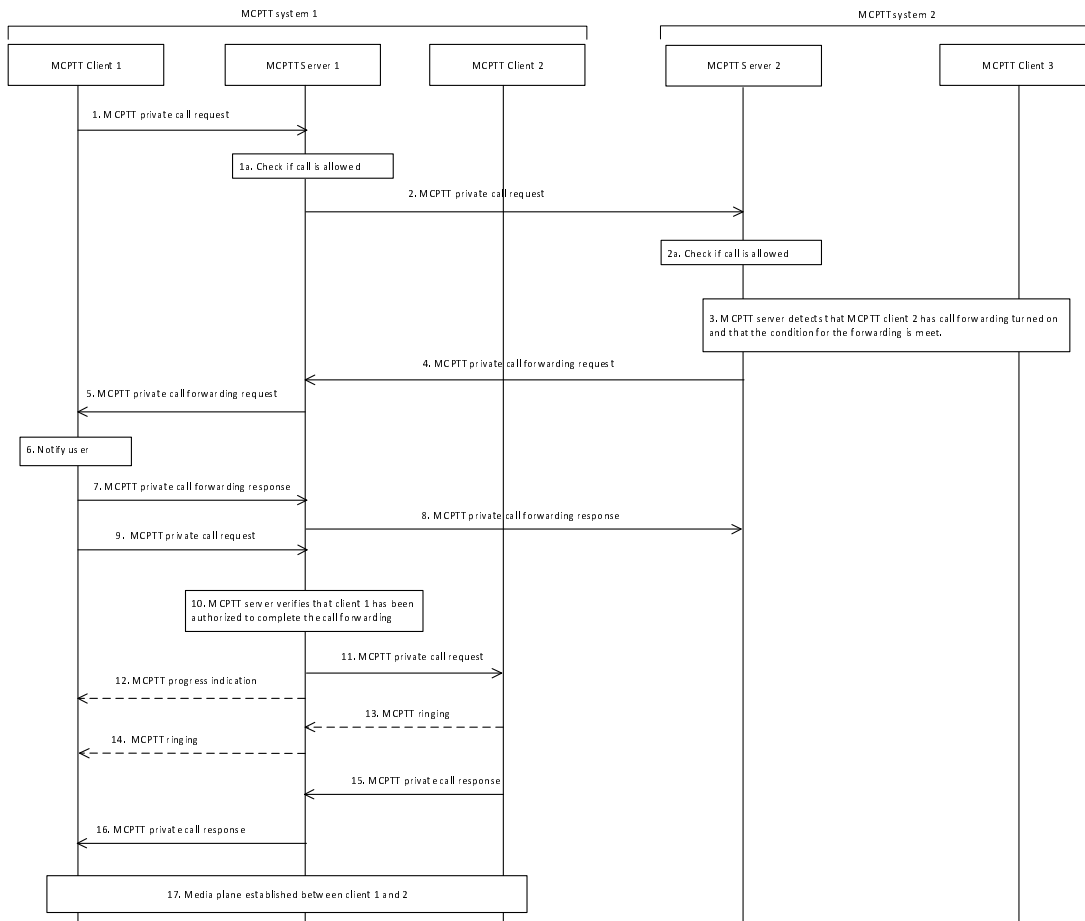 MCPTT system 1
MCPTT system 2
MCPTT Client 1
MCPTT Server 1
MCPTT Client 2
MCPTT Server 2
MCPTT Client 3
1. MCPTT private call request
1a. Check if call is allowed
2. MCPTT private call request
2a. Check if call is allowed
3. MCPTT server detects that MCPTT client 2 has call forwarding turned on
and that the condition for the forwarding is meet.
4. MCPTT private call forwarding request
5. MCPTT private call forwarding request
6. Notify user
7. MCPTT private call forwarding response
8. MCPTT private call forwarding response
9. MCPTT private call request
10. MCPTT server verifies that client 1 has been
authorized to complete the call forwarding
11. MCPTT private call request
12. MCPTT progress indication
13. MCPTT ringing
14. MCPTT ringing
15. MCPTT private call response
16. MCPTT private call response
17. Media plane established between client 1 and 2